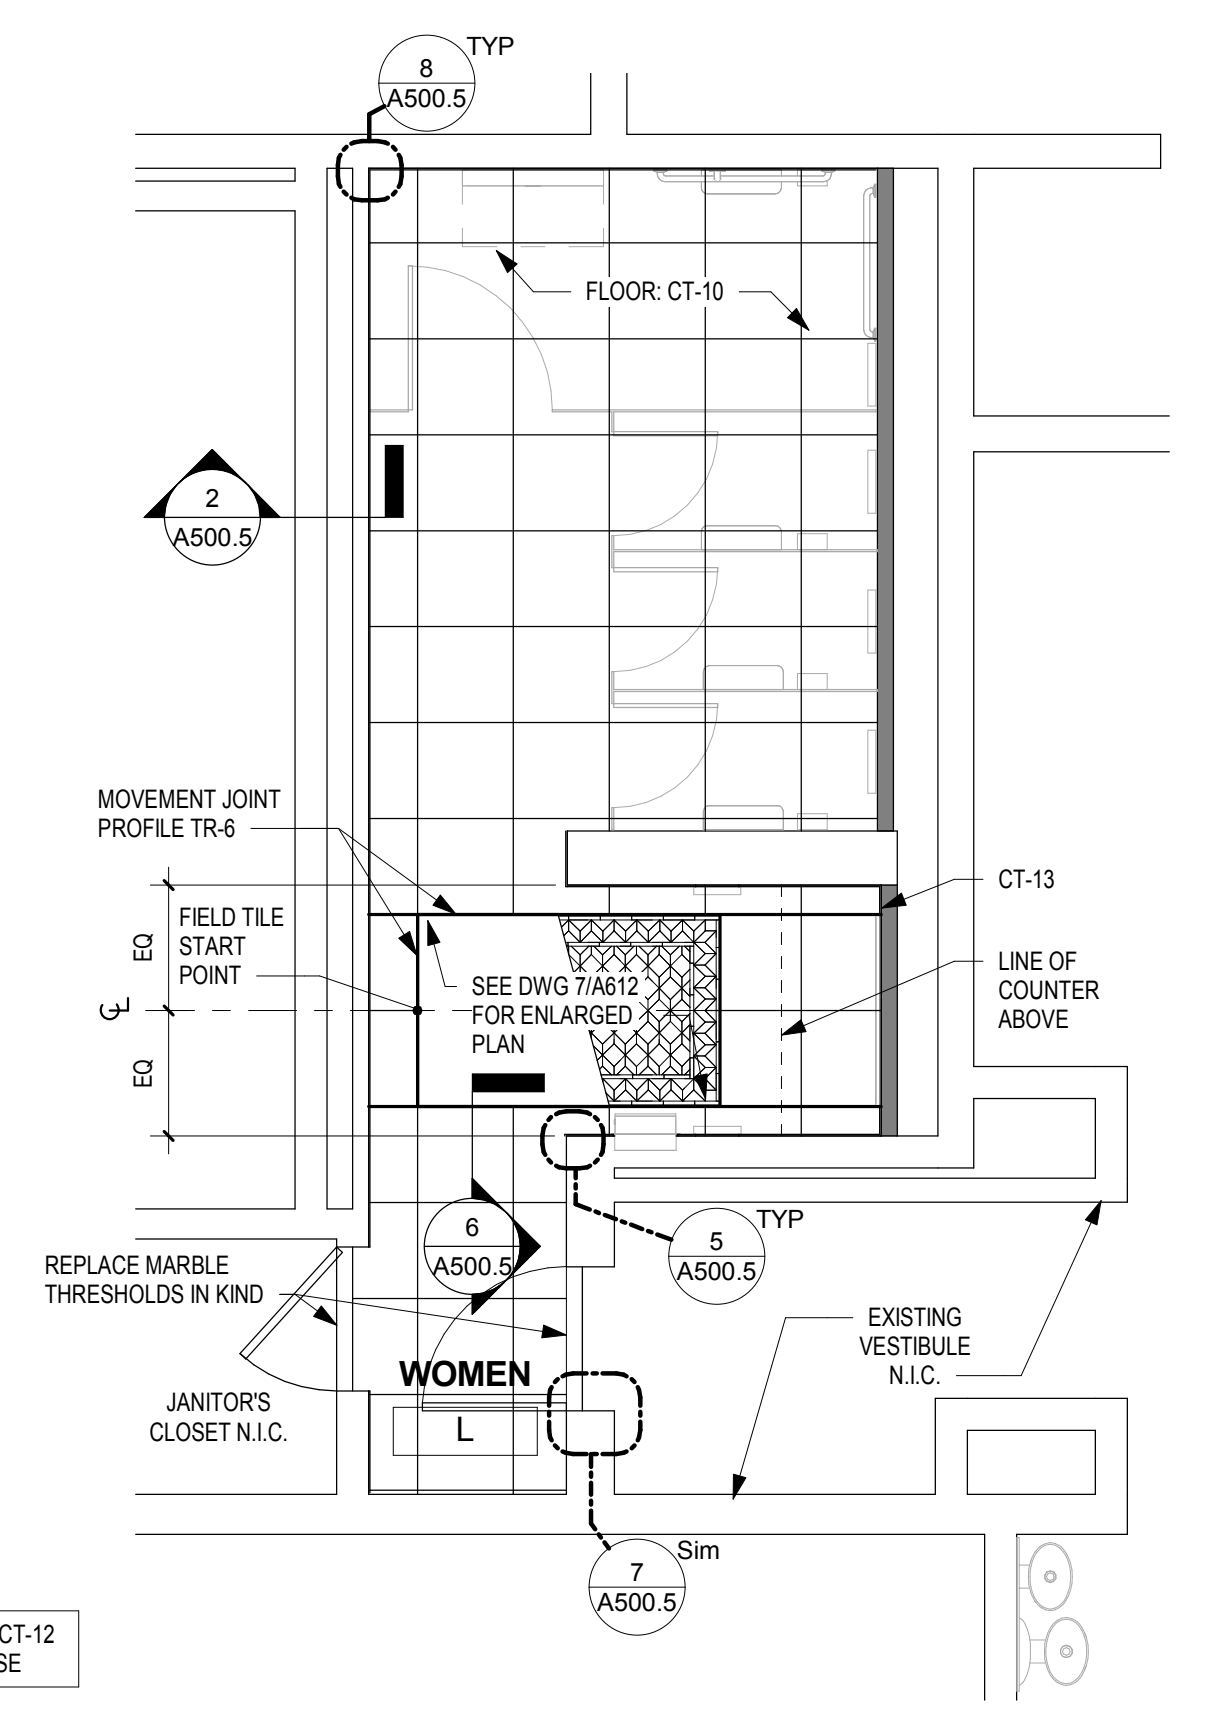 TYP
8
A500.5
FLOOR: CT-10
2
A500.5
MOVEMENT JOINT
PROFILE TR-6
CT-13
FIELD TILE
START
POINT
EQ
SEE DWG 7/A612
FOR ENLARGED
PLAN
LINE OF
COUNTER
ABOVE
CL
EQ
6
A500.5
TYP
5
A500.5
REPLACE MARBLE
THRESHOLDS IN KIND
EXISTING
VESTIBULE
N.I.C.
WOMEN
JANITOR'S
CLOSET N.I.C.
L
Sim
7
A500.5
CT-12
SE